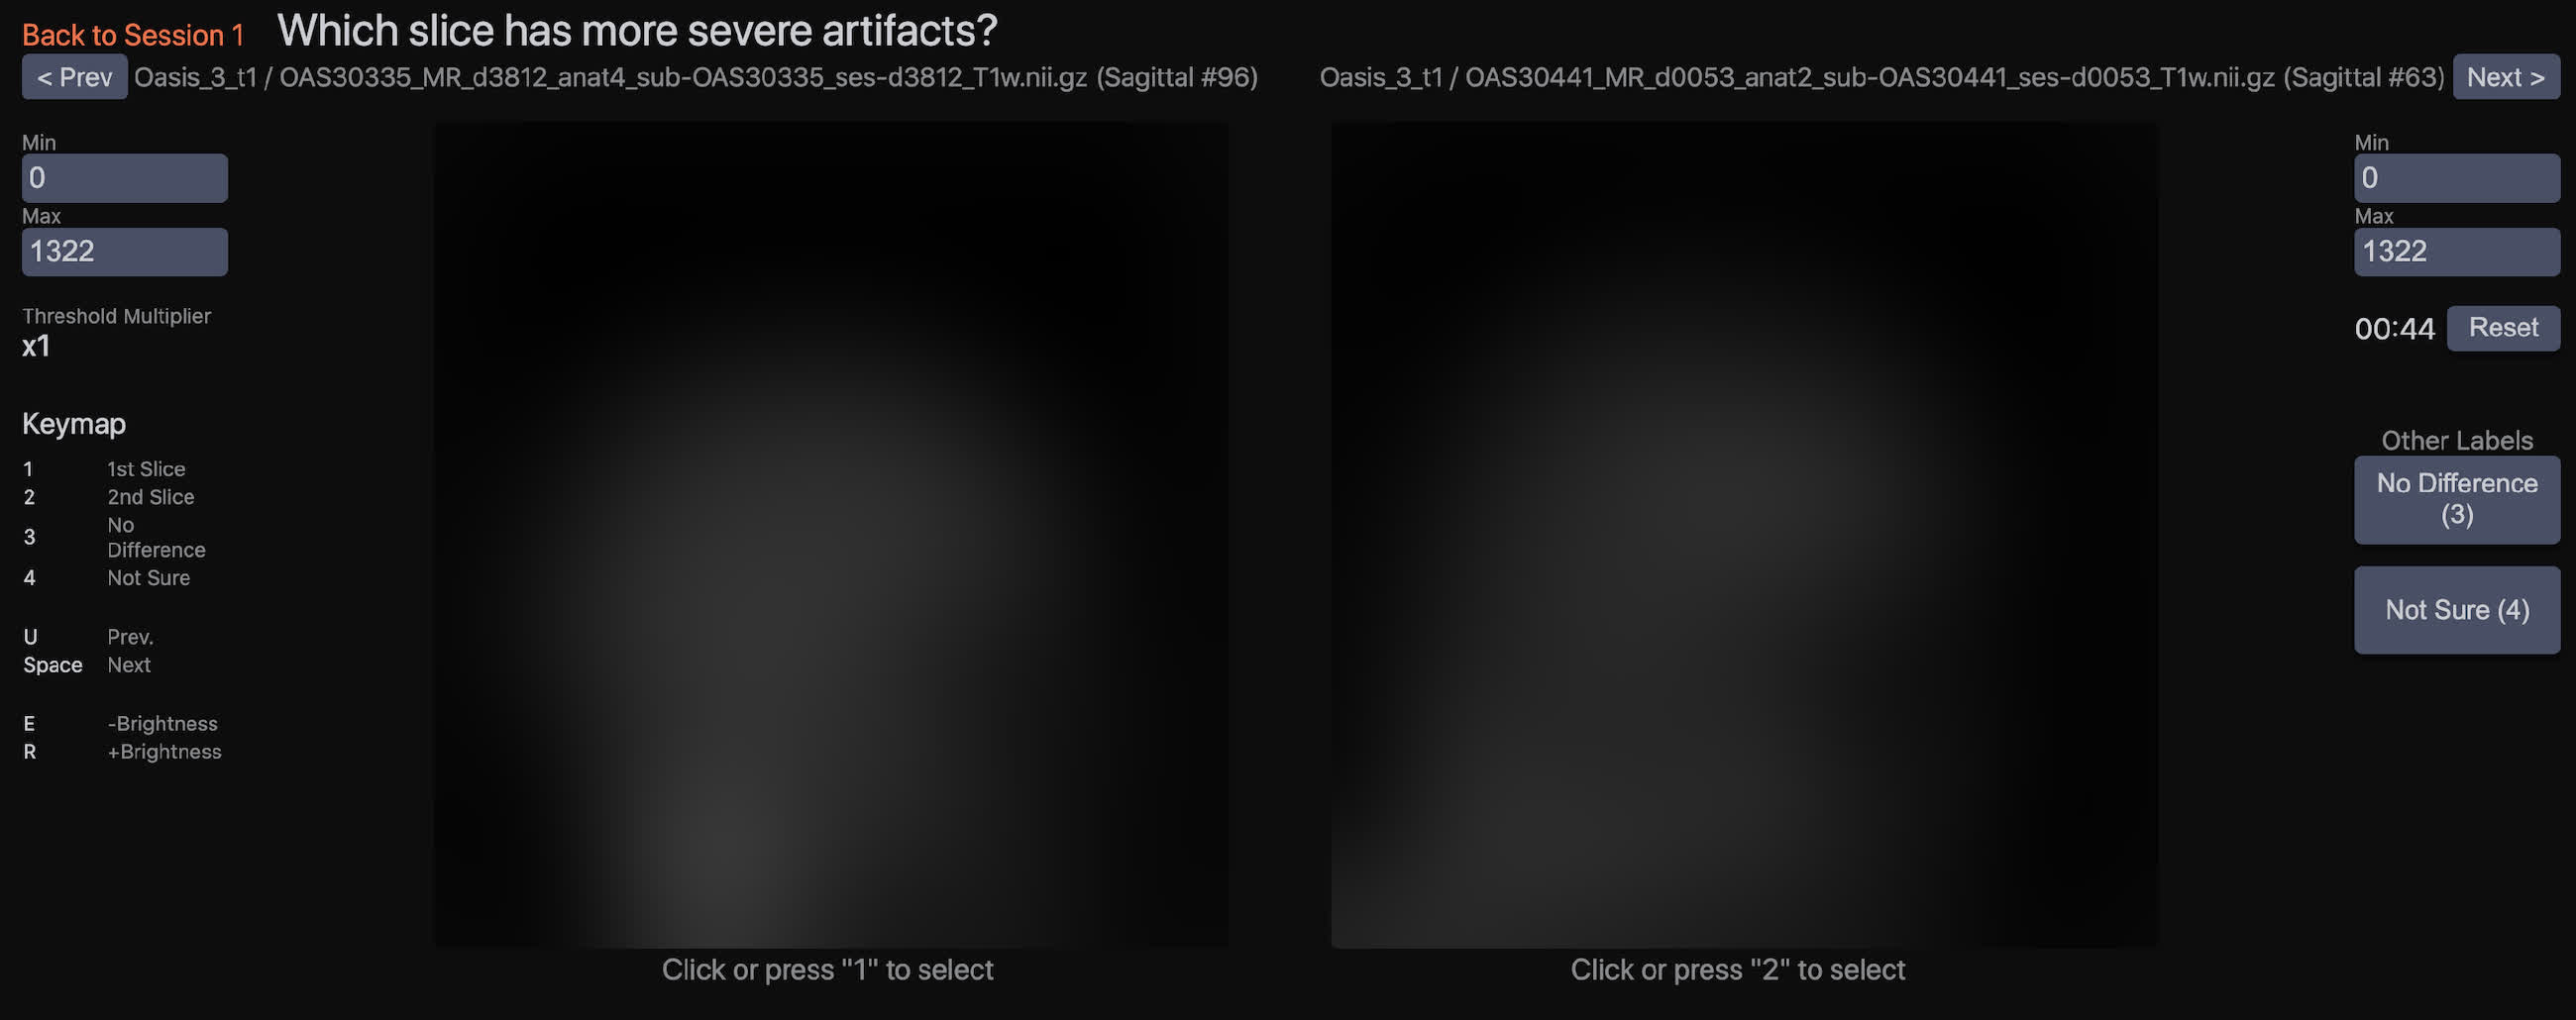 Back to Session 1 Which slice has more severe artifacts?
< Prev Oasis_3_t1 / OAS30335_MR_d3812_anat4_sub-OAS30335_ses-d3812_T1w.nii.gz (Sagittal #96) Oasis_3_t1 / OAS30441_MR_d0053_anat2_sub-OAS30441_ses-d0053_T1w.nii.gz (Sagittal #63) Next >
Min
0
Max
1322
Threshold Multiplier
x1
Keymap
1 1st Slice
2 2nd Slice
3 No
Difference
4 Not Sure
U Prev.
Space Next
E -Brightness
R +Brightness
Click or press "1" to select
Click or press "2" to select
Min
0
Max
1322
00:44 Reset
Other Labels
No Difference
(3)
Not Sure (4)